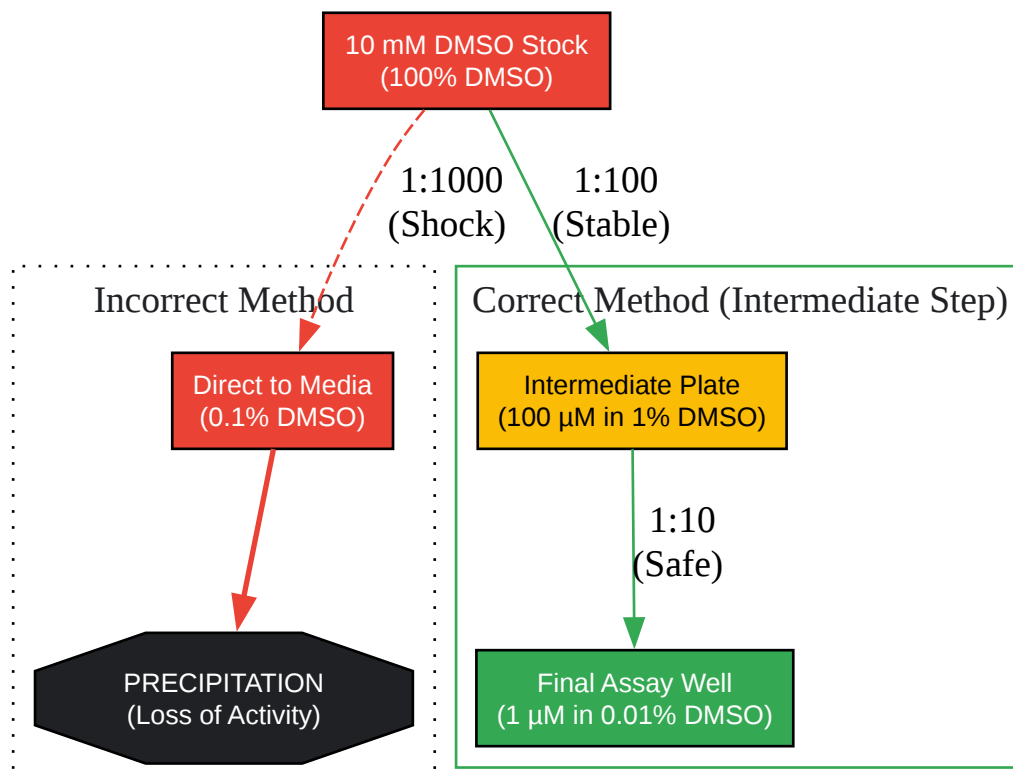 10 mM DMSO Stock
(100% DMSO)
1:1000
(Shock)
1:100
(Stable)
Incorrect Method
Direct to Media
(0.1% DMSO)
PRECIPITATION
(Loss of Activity)
Correct Method (Intermediate Step)
Intermediate Plate
(100 µM in 1% DMSO)
1:10
(Safe)
Final Assay Well
(1 µM in 0.01% DMSO)